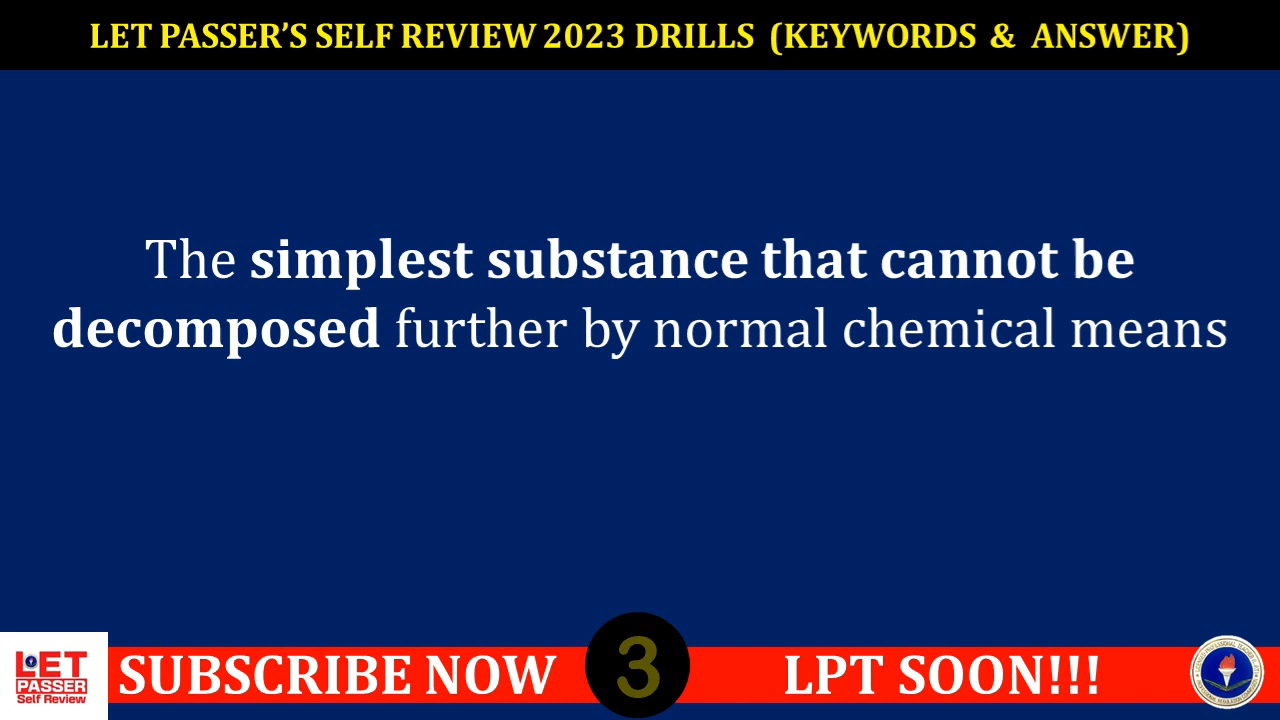 LET PASSER’S SELF REVIEW 2023 DRILLS (KEYWORDS & ANSWER)
The simplest substance that cannot be
decomposed further by normal chemical means
LET
PASSER
Self Review
SUBSCRIBE NOW
3
LPT SOON!!!